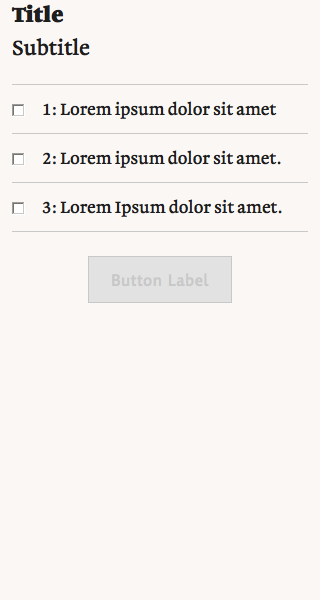 Title
Subtitle
1: Lorem ipsum dolor sit amet
2: Lorem ipsum dolor sit amet.
3: Lorem Ipsum dolor sit amet.
Button Label